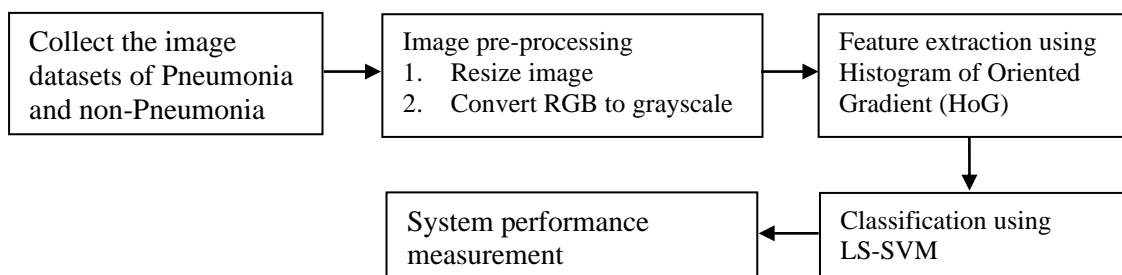 Collect the image
datasets of Pneumonia
and non-Pneumonia
Image pre-processing
1. Resize image
2. Convert RGB to grayscale
Feature extraction using
Histogram of Oriented
Gradient (HoG)
Classification using
LS-SVM
System performance
measurement